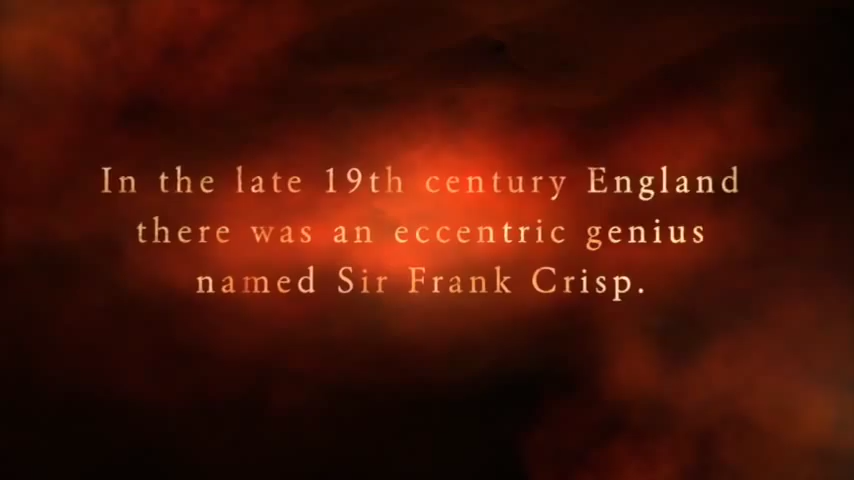 In the late 19th century England
there was an eccentric genius
named Sir Frank Crisp.